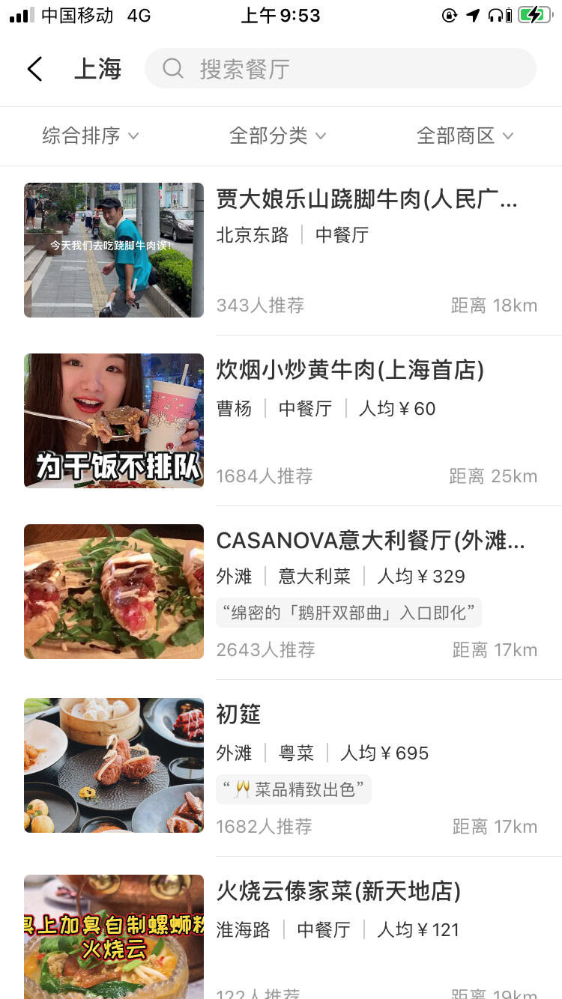 中国移动 4G 上午9:53
上海 搜索餐厅
综合排序 全部分类 全部商区
今天我们去吃跷脚牛肉诶!
贾大娘乐山跷脚牛肉(人民广...
北京东路 中餐厅
343人推荐 距离 18km
为干饭不排队
炊烟小炒黄牛肉(上海首店)
曹杨 中餐厅 人均¥60
1684人推荐 距离 25km
CASANOVA意大利餐厅(外滩...
外滩 意大利菜 人均¥329
“绵密的「鹅肝双部曲」入口即化”
2643人推荐 距离 17km
初筵
外滩 粤菜 人均¥695
“🥂菜品精致出色”
1682人推荐 距离 17km
臭上加臭自制螺蛳粉
火烧云
火烧云傣家菜(新天地店)
淮海路 中餐厅 人均¥121
122人推荐 距离 19km